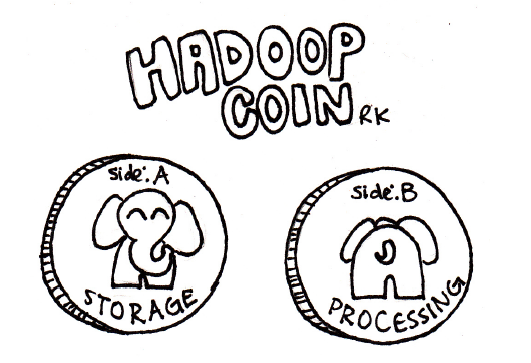 HADOOP
COIN RK
side:A
STORAGE
side:B
PROCESSING